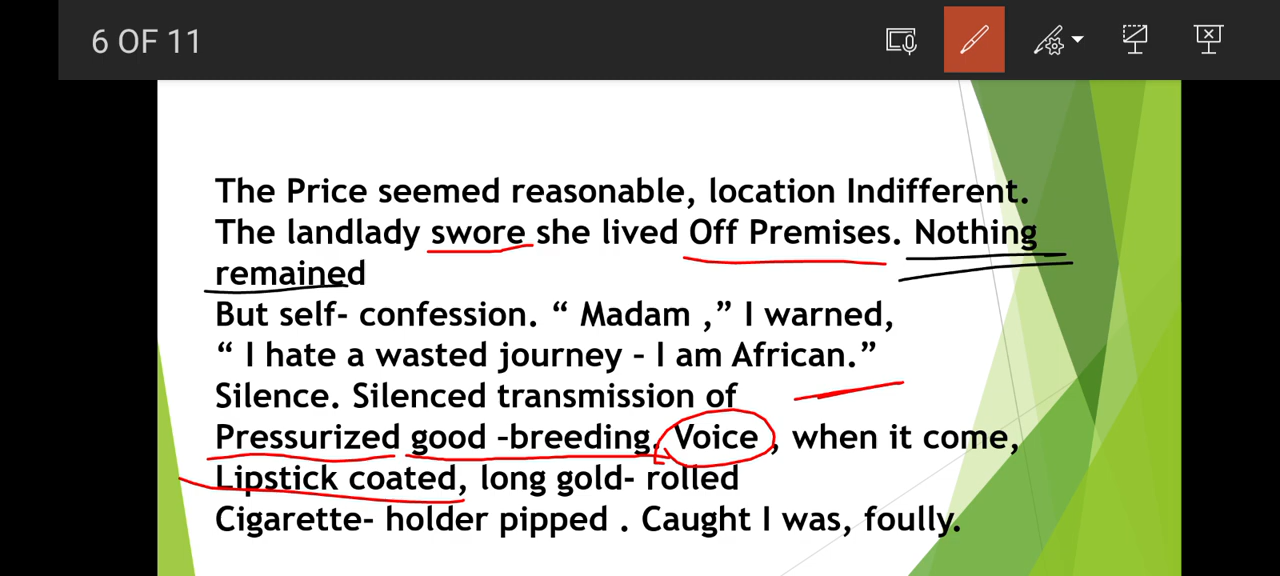 6 OF 11
The Price seemed reasonable, location Indifferent.
The landlady swore she lived Off Premises. Nothing
remained
But self- confession. “ Madam ,” I warned,
“ I hate a wasted journey – I am African.”
Silence. Silenced transmission of
Pressurized good –breeding. Voice , when it come,
Lipstick coated, long gold- rolled
Cigarette- holder pipped . Caught I was, foully.